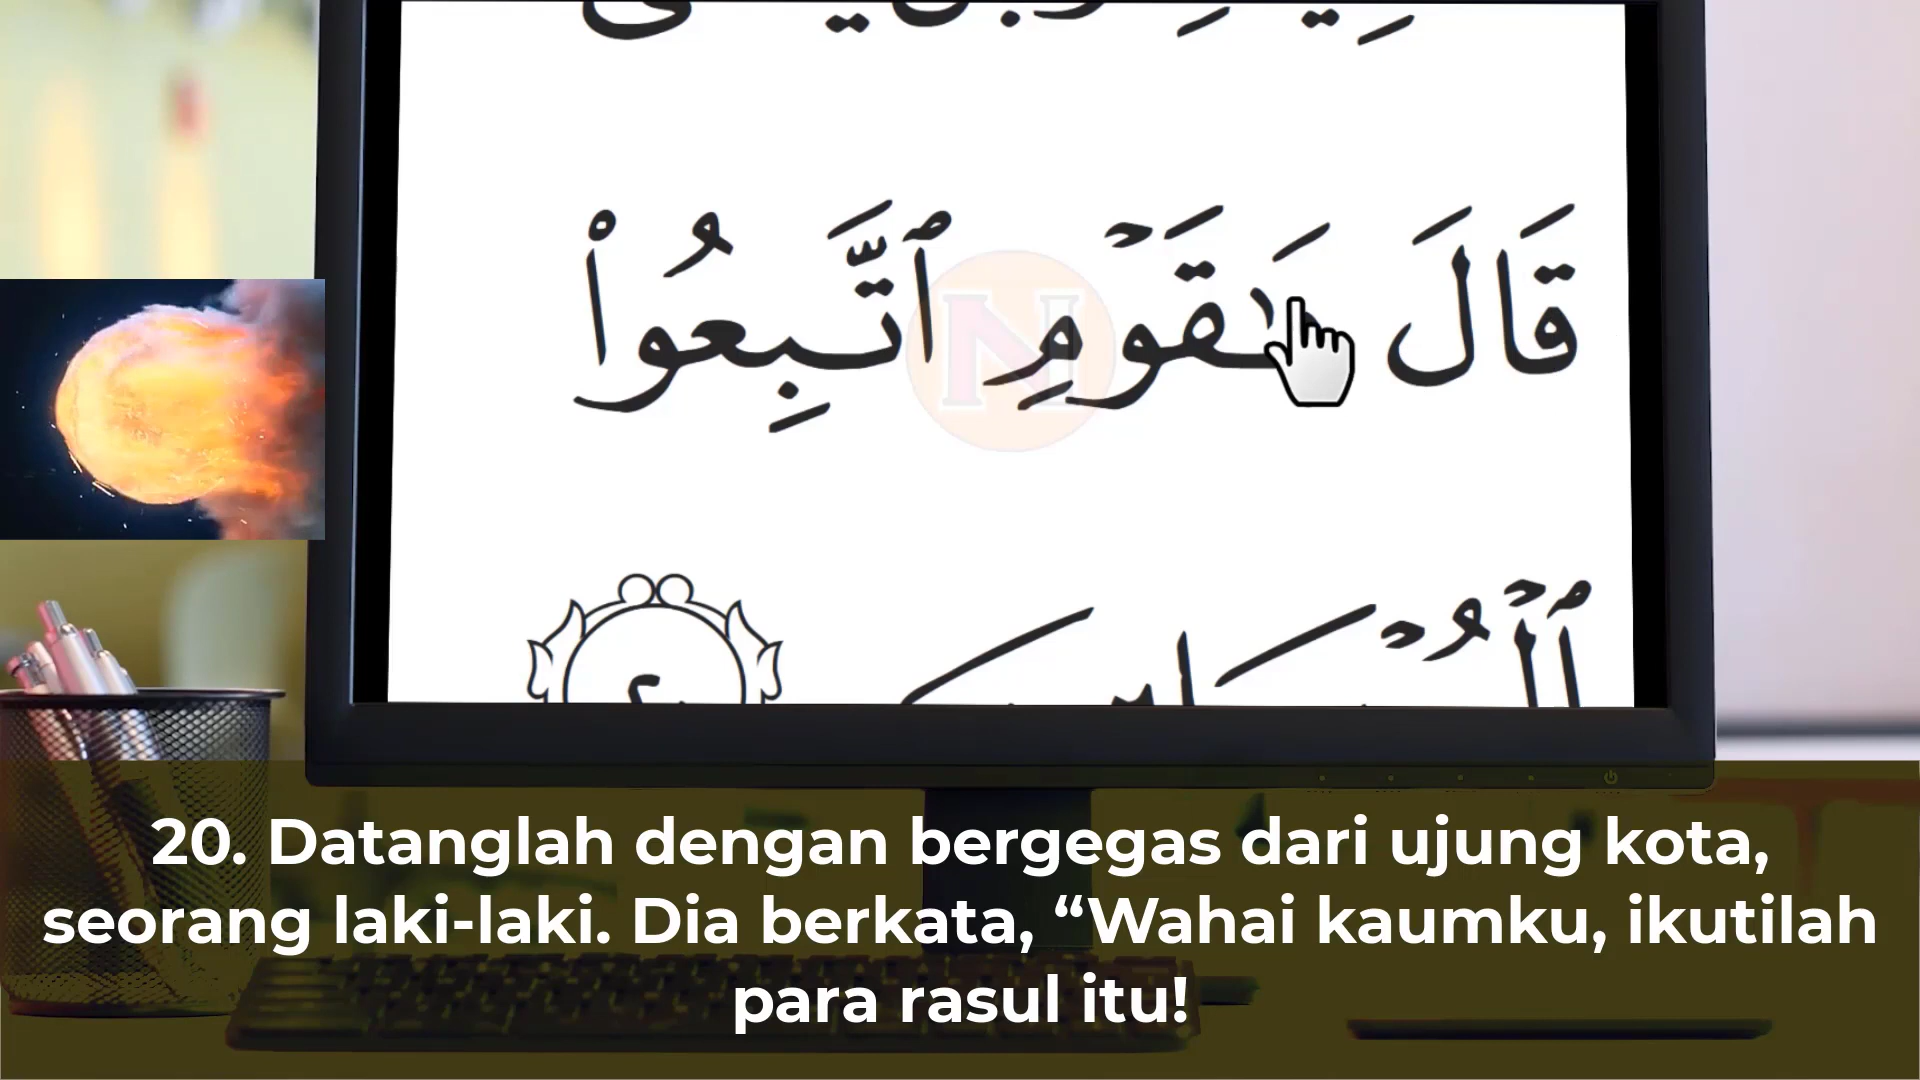 قَالَ يَٰقَوْمِ ٱتَّبِعُوا۟
N
20. Datanglah dengan bergegas dari ujung kota,
seorang laki-laki. Dia berkata, “Wahai kaumku, ikutilah
para rasul itu!